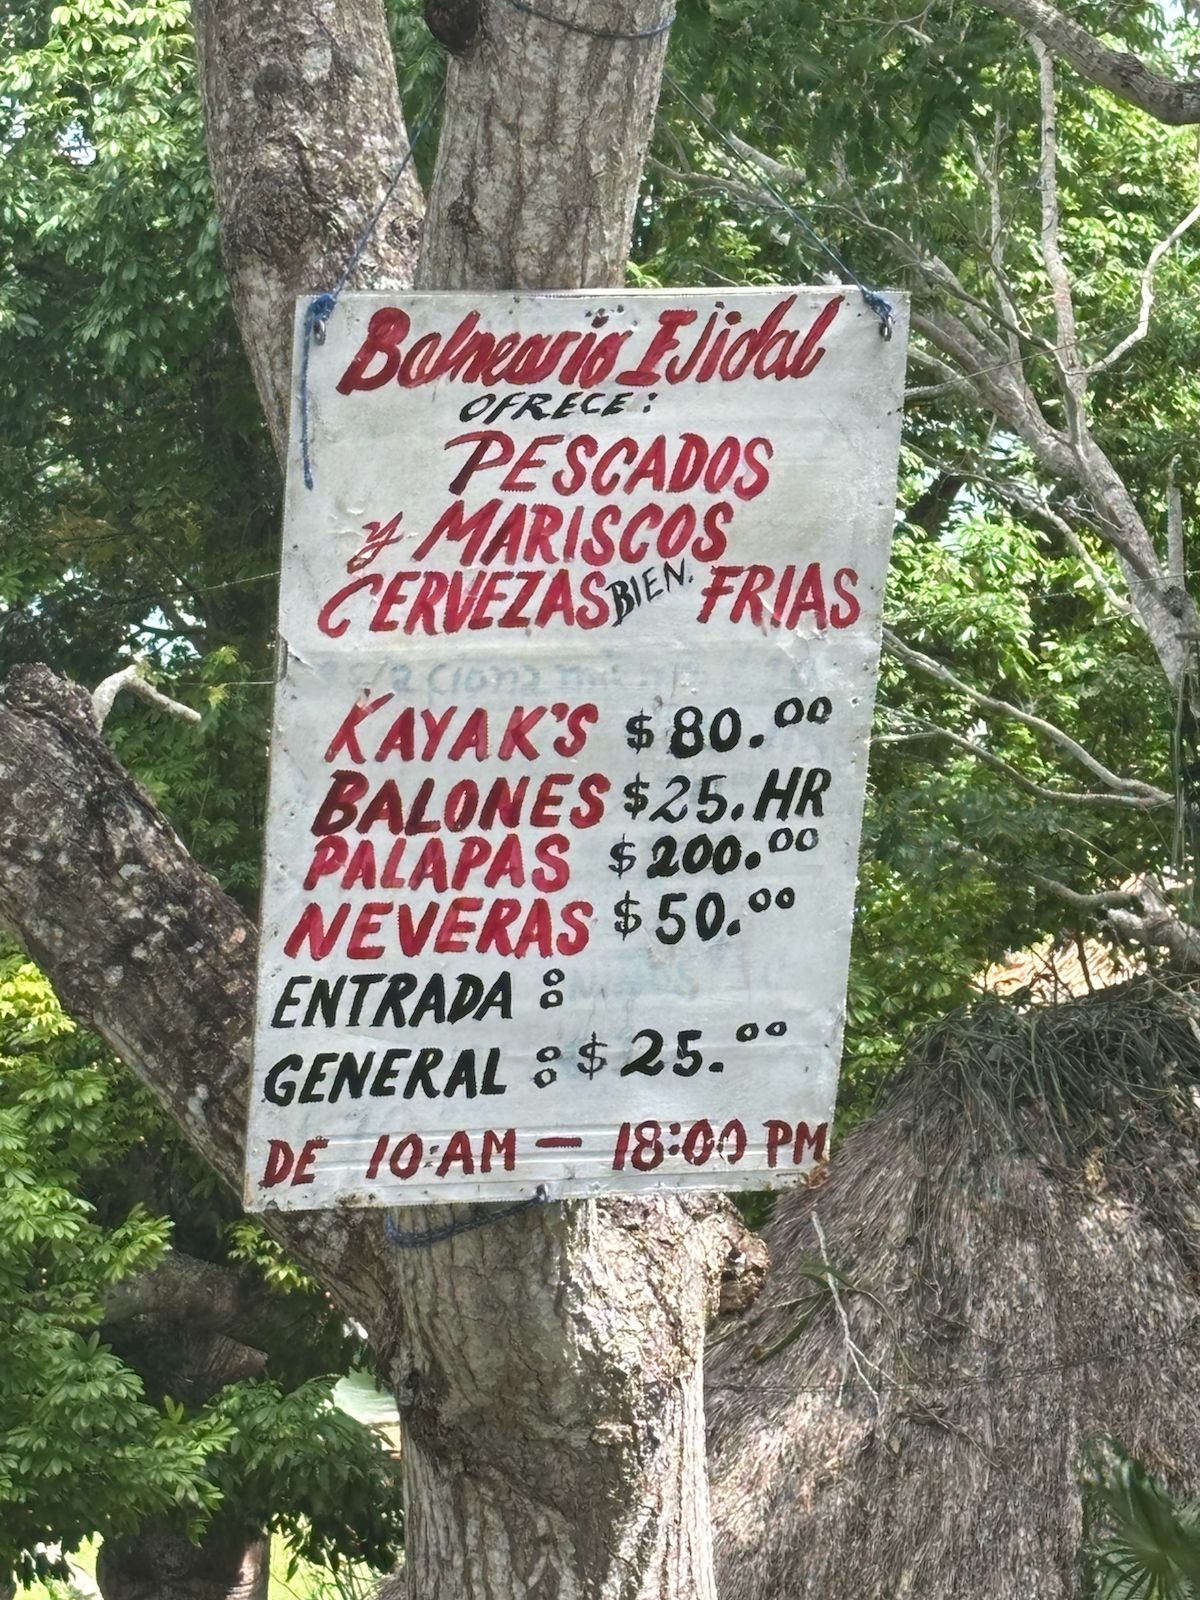 Balneario Ejidal
OFRECE:
PESCADOS
y MARISCOS
CERVEZAS BIEN. FRIAS
KAYAK'S $80.00
BALONES $25.HR
PALAPAS $200.00
NEVERAS $50.00
ENTRADA :
GENERAL : $25.00
DE 10:AM — 18:00 PM